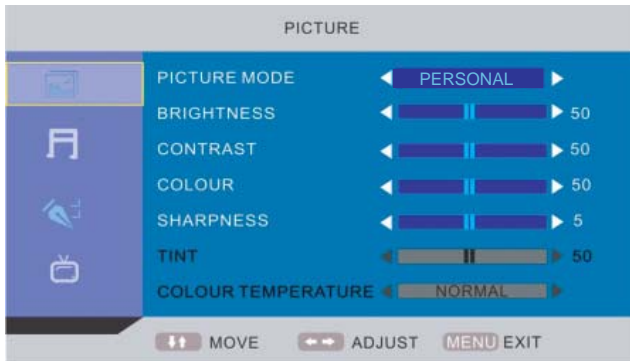 PICTURE
PICTURE MODE PERSONAL
BRIGHTNESS 50
CONTRAST 50
COLOUR 50
SHARPNESS 5
TINT 50
COLOUR TEMPERATURE NORMAL
MOVE ADJUST MENU EXIT